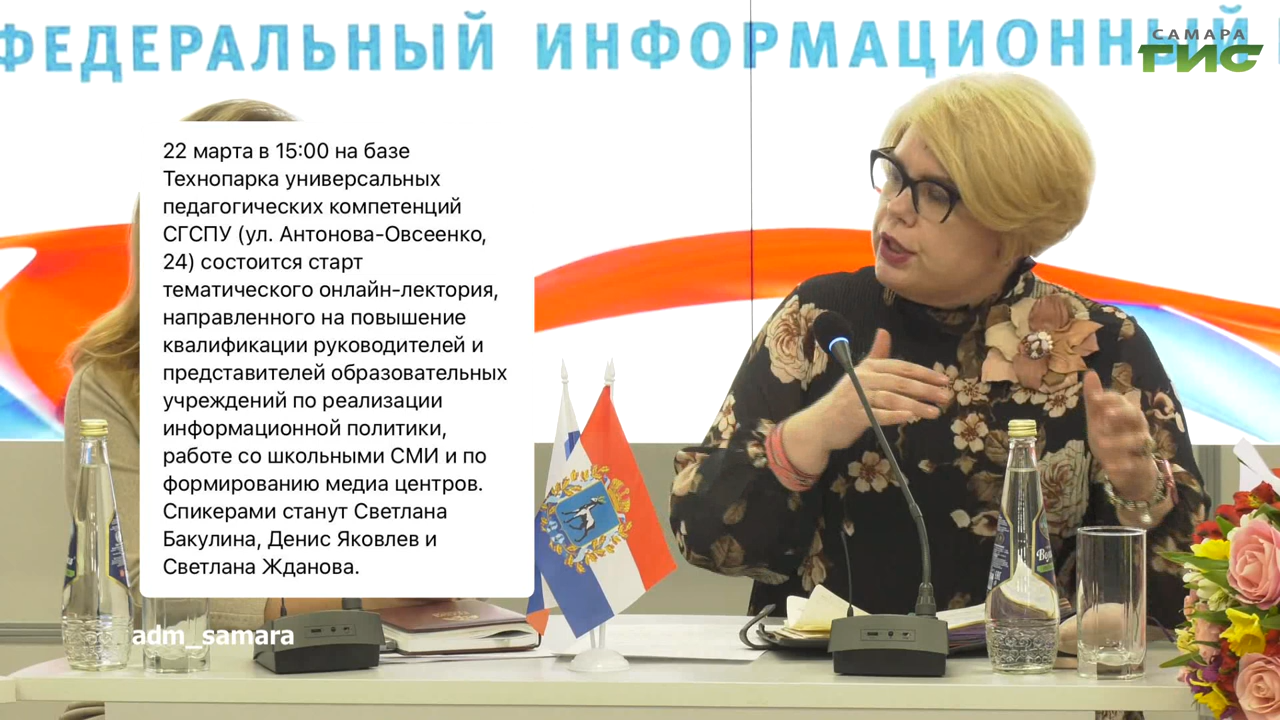 ФЕДЕРАЛЬНЫЙ ИНФОРМАЦИОННЫЙ
САМАРА
ГИС
22 марта в 15:00 на базе
Технопарка универсальных
педагогических компетенций
СГСПУ (ул. Антонова-Овсеенко,
24) состоится старт
тематического онлайн-лектория,
направленного на повышение
квалификации руководителей и
представителей образовательных
учреждений по реализации
информационной политики,
работе со школьными СМИ и по
формированию медиа центров.
Спикерами станут Светлана
Бакулина, Денис Яковлев и
Светлана Жданова.
adm_samara